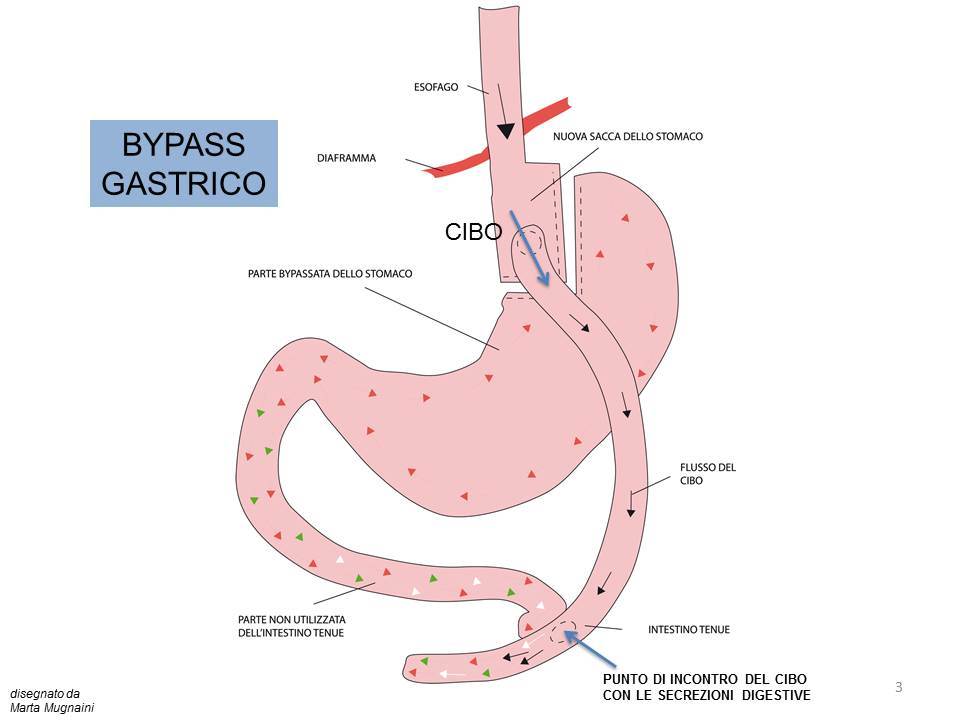 ESOFAGO
BYPASS
GASTRICO
DIAFRAMMA
NUOVA SACCA DELLO STOMACO
CIBO
PARTE BYPASSATA DELLO STOMACO
FLUSSO DEL
CIBO
PARTE NON UTILIZZATA
DELL'INTESTINO TENUE
INTESTINO TENUE
PUNTO DI INCONTRO DEL CIBO
CON LE SECREZIONI DIGESTIVE
disegnato da
Marta Mugnaini
3